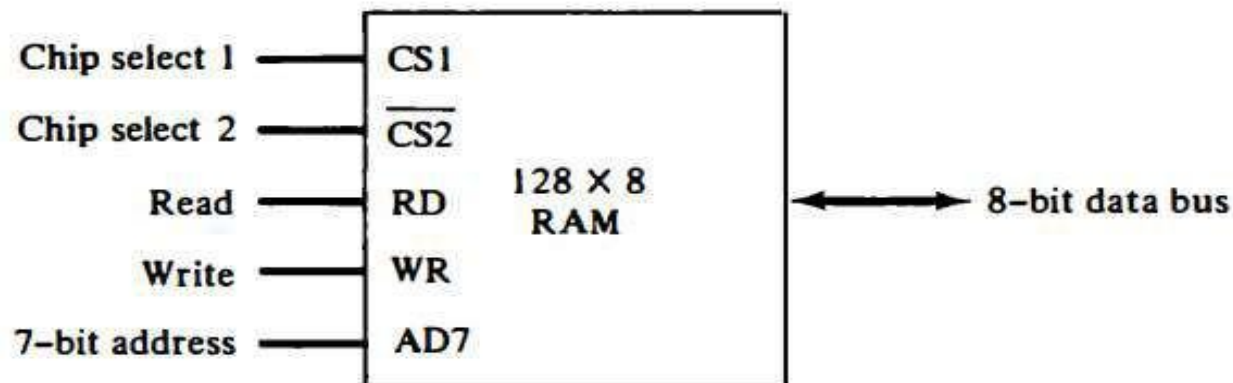 Chip select 1 CS1
Chip select 2 C̅S̅2̅
Read RD 128 × 8 8-bit data bus
RAM
Write WR
7-bit address AD7